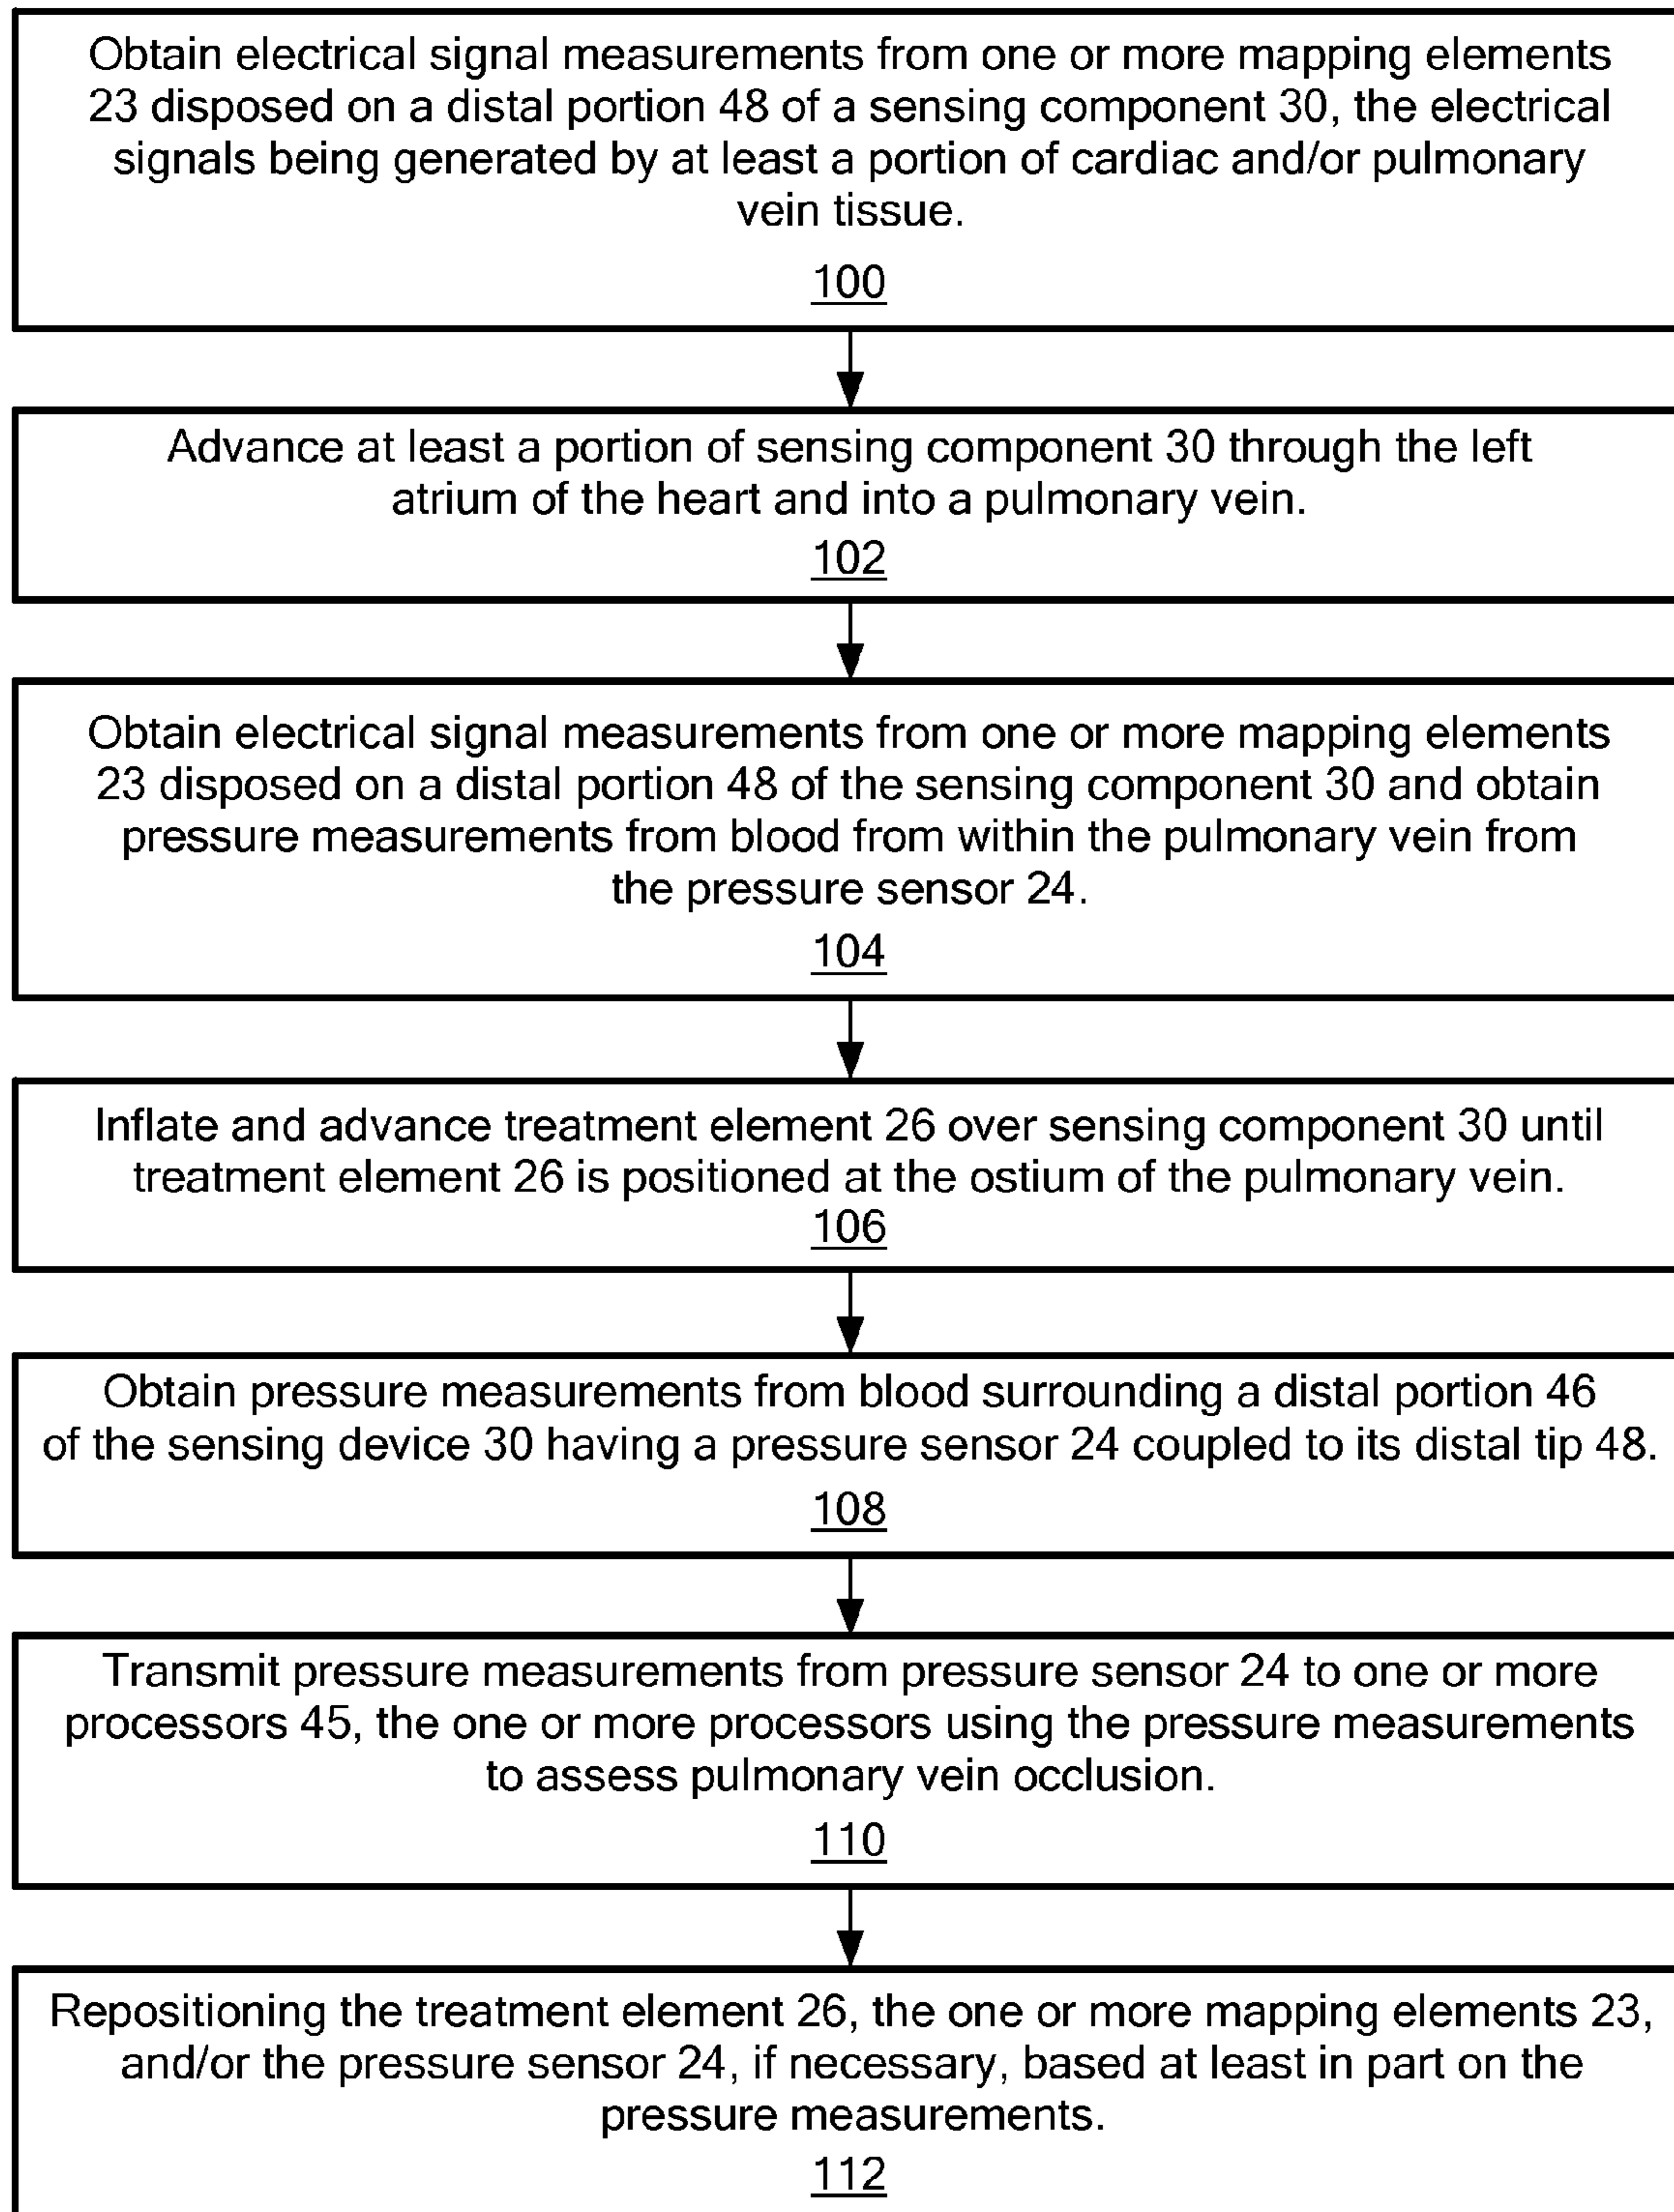 Obtain electrical signal measurements from one or more mapping elements
23 disposed on a distal portion 48 of a sensing component 30, the electrical
signals being generated by at least a portion of cardiac and/or pulmonary
vein tissue.
100
Advance at least a portion of sensing component 30 through the left
atrium of the heart and into a pulmonary vein.
102
Obtain electrical signal measurements from one or more mapping elements
23 disposed on a distal portion 48 of the sensing component 30 and obtain
pressure measurements from blood from within the pulmonary vein from
the pressure sensor 24.
104
Inflate and advance treatment element 26 over sensing component 30 until
treatment element 26 is positioned at the ostium of the pulmonary vein.
106
Obtain pressure measurements from blood surrounding a distal portion 46
of the sensing device 30 having a pressure sensor 24 coupled to its distal tip 48.
108
Transmit pressure measurements from pressure sensor 24 to one or more
processors 45, the one or more processors using the pressure measurements
to assess pulmonary vein occlusion.
110
Repositioning the treatment element 26, the one or more mapping elements 23,
and/or the pressure sensor 24, if necessary, based at least in part on the
pressure measurements.
112